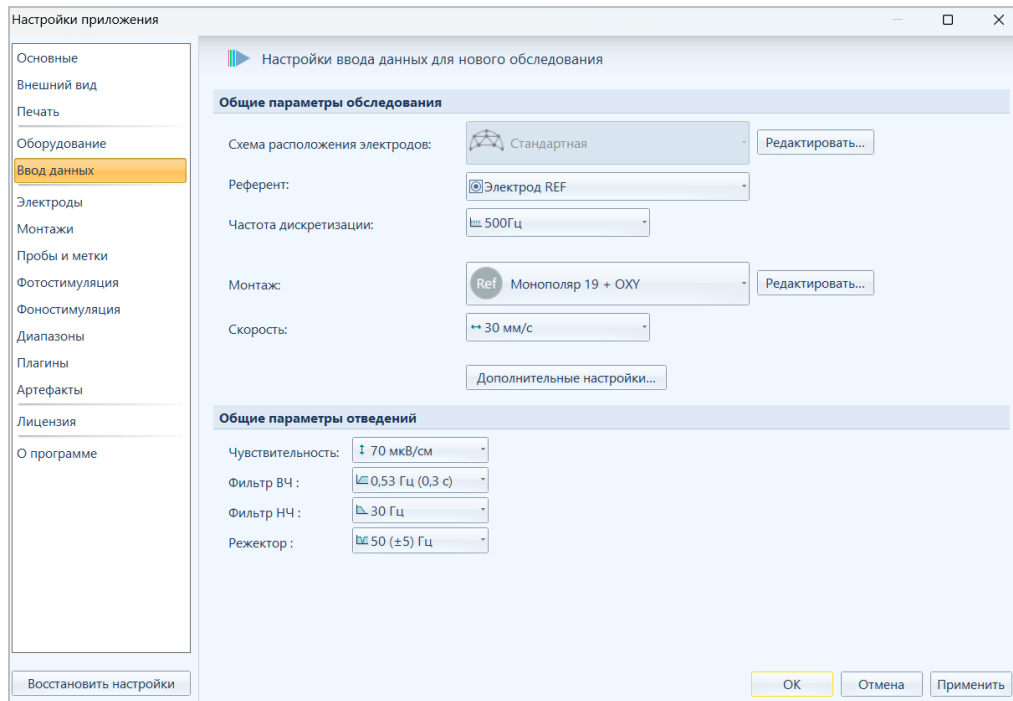 Настройки приложения
Основные
Внешний вид
Печать
Оборудование
Ввод данных
Электроды
Монтажи
Пробы и метки
Фотостимуляция
Фоностимуляция
Диапазоны
Плагины
Артефакты
Лицензия
О программе
Восстановить настройки
Настройки ввода данных для нового обследования
Общие параметры обследования
Схема расположения электродов: Стандартная Редактировать...
Референт: Электрод REF
Частота дискретизации: 500Гц
Монтаж: Ref Монополяр 19 + OXY Редактировать...
Скорость: 30 мм/с
Дополнительные настройки...
Общие параметры отведений
Чувствительность: 70 мкВ/см
Фильтр ВЧ : 0,53 Гц (0,3 с)
Фильтр НЧ : 30 Гц
Режектор : 50 (±5) Гц
ОК Отмена Применить